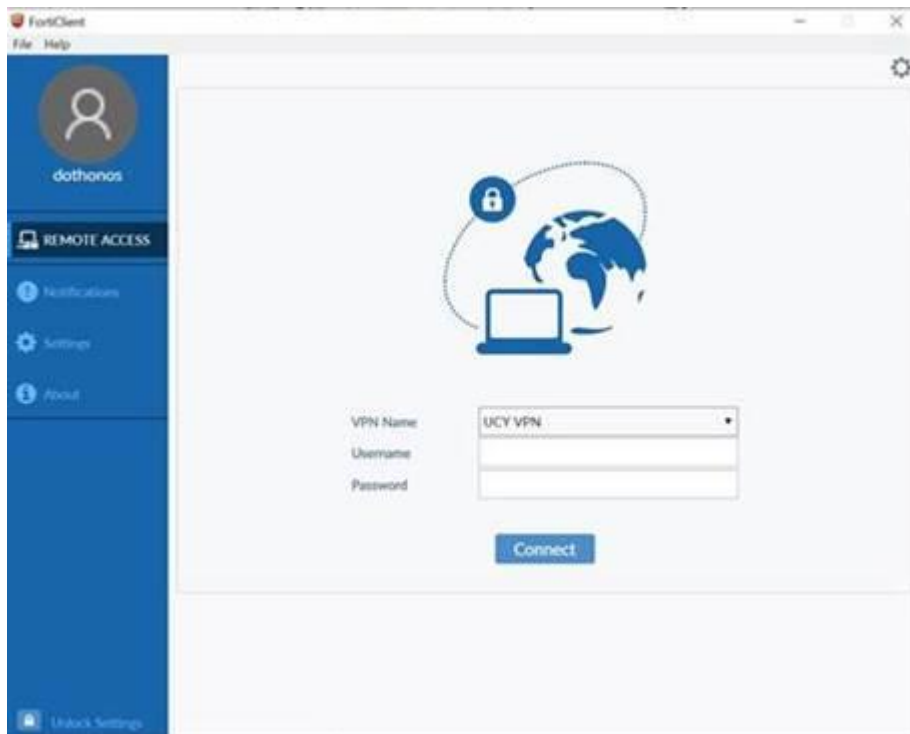 FortiClient
File Help
dothonos
REMOTE ACCESS
Notifications
Settings
About
VPN Name
UCY VPN
Username
Password
Connect
Unlock Settings